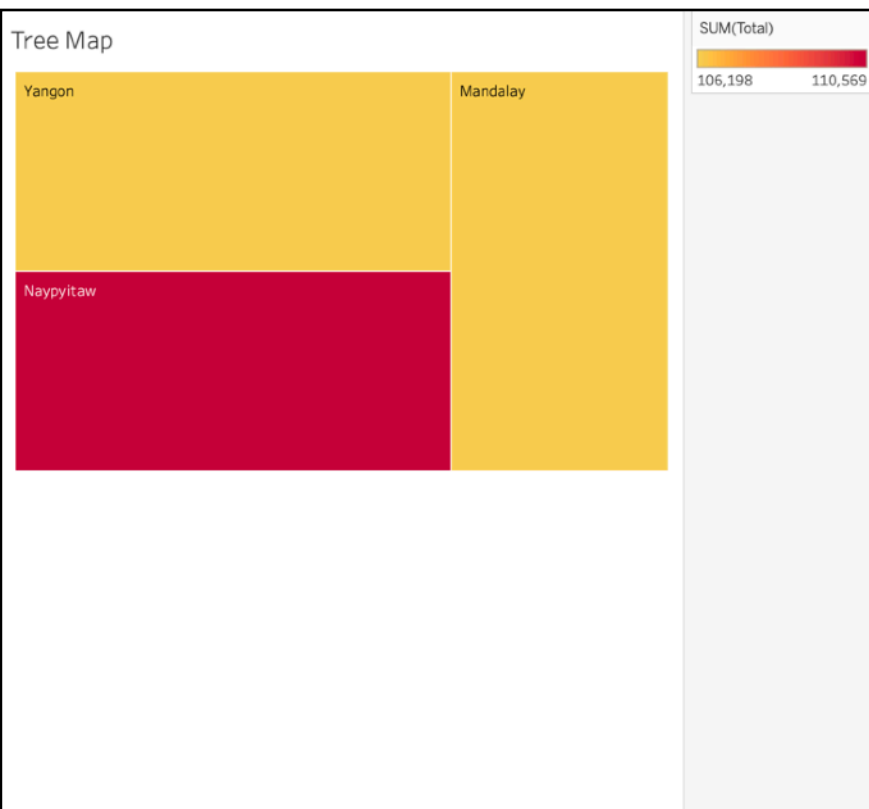 Tree Map
SUM(Total)
106,198 110,569
Yangon
Mandalay
Naypyitaw